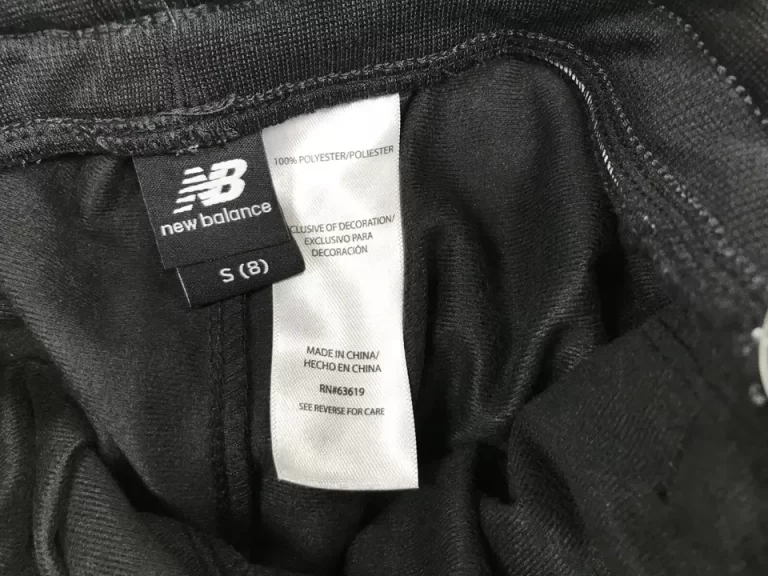 NB
new balance
S (8)
100% POLYESTER/POLIESTER
CLUSIVE OF DECORATION/
EXCLUSIVO PARA
DECORACIÓN
MADE IN CHINA/
HECHO EN CHINA
RN#63619
SEE REVERSE FOR CARE